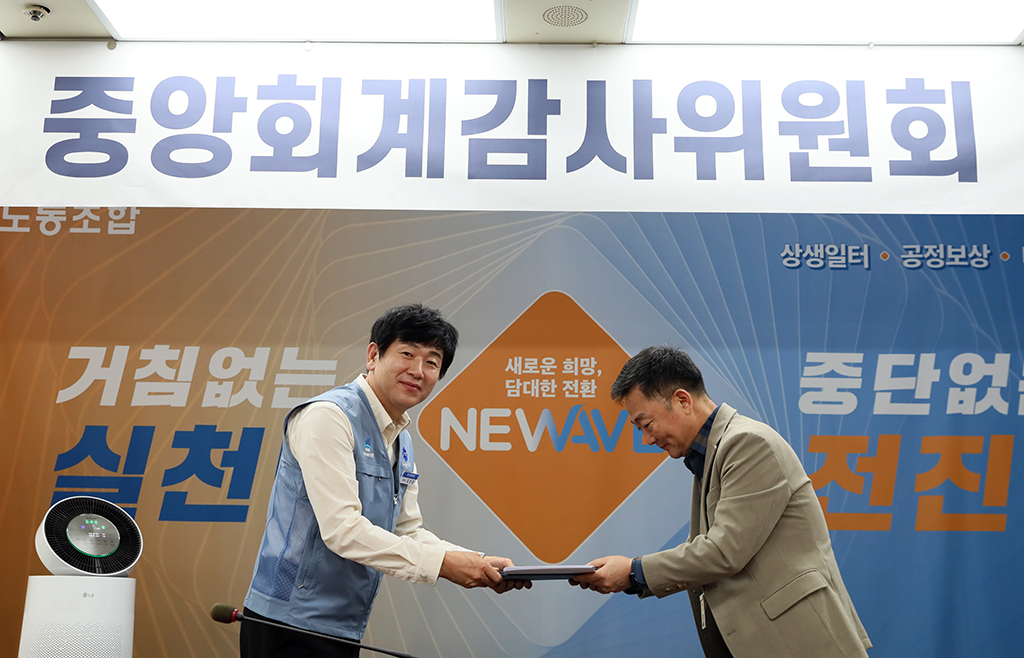 중앙회계감사위원회
노동조합
상생일터 • 공정보상 •
새로운 희망,
담대한 전환
NEWAVE
거침없는
실천
중단없는
전진
LG